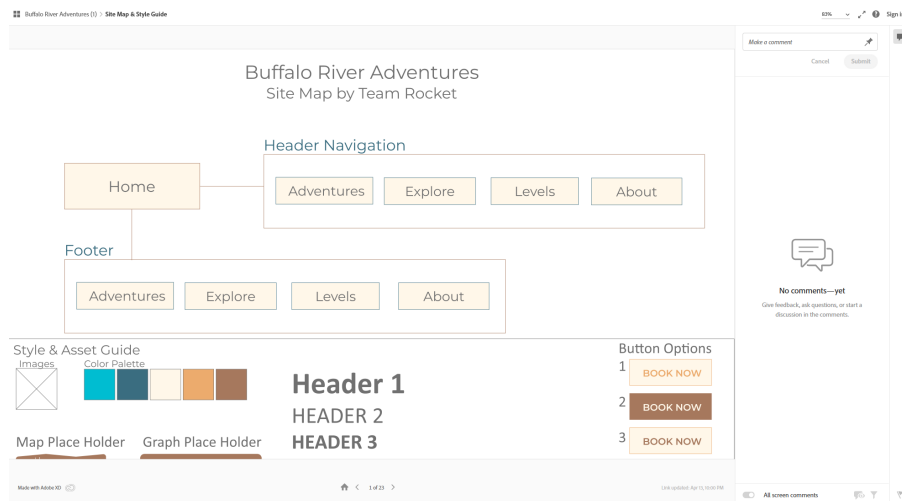 Buffalo River Adventures (1) > Site Map & Style Guide
83%
Sign i
Make a comment
Cancel Submit
Buffalo River Adventures
Site Map by Team Rocket
Header Navigation
Home
Adventures Explore Levels About
Footer
Adventures Explore Levels About
No comments—yet
Give feedback, ask questions, or start a
discussion in the comments.
Style & Asset Guide
Images Color Palette
Button Options
1 BOOK NOW
Header 1
2 BOOK NOW
HEADER 2
Map Place Holder Graph Place Holder HEADER 3
3 BOOK NOW
Made with Adobe XD
1 of 23
All screen comments